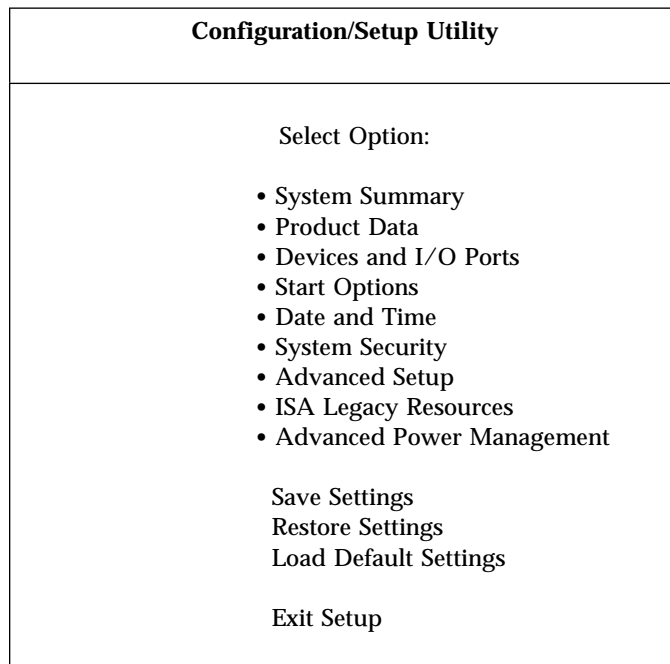 Configuration/Setup Utility
Select Option:
• System Summary
• Product Data
• Devices and I/O Ports
• Start Options
• Date and Time
• System Security
• Advanced Setup
• ISA Legacy Resources
• Advanced Power Management
Save Settings
Restore Settings
Load Default Settings
Exit Setup